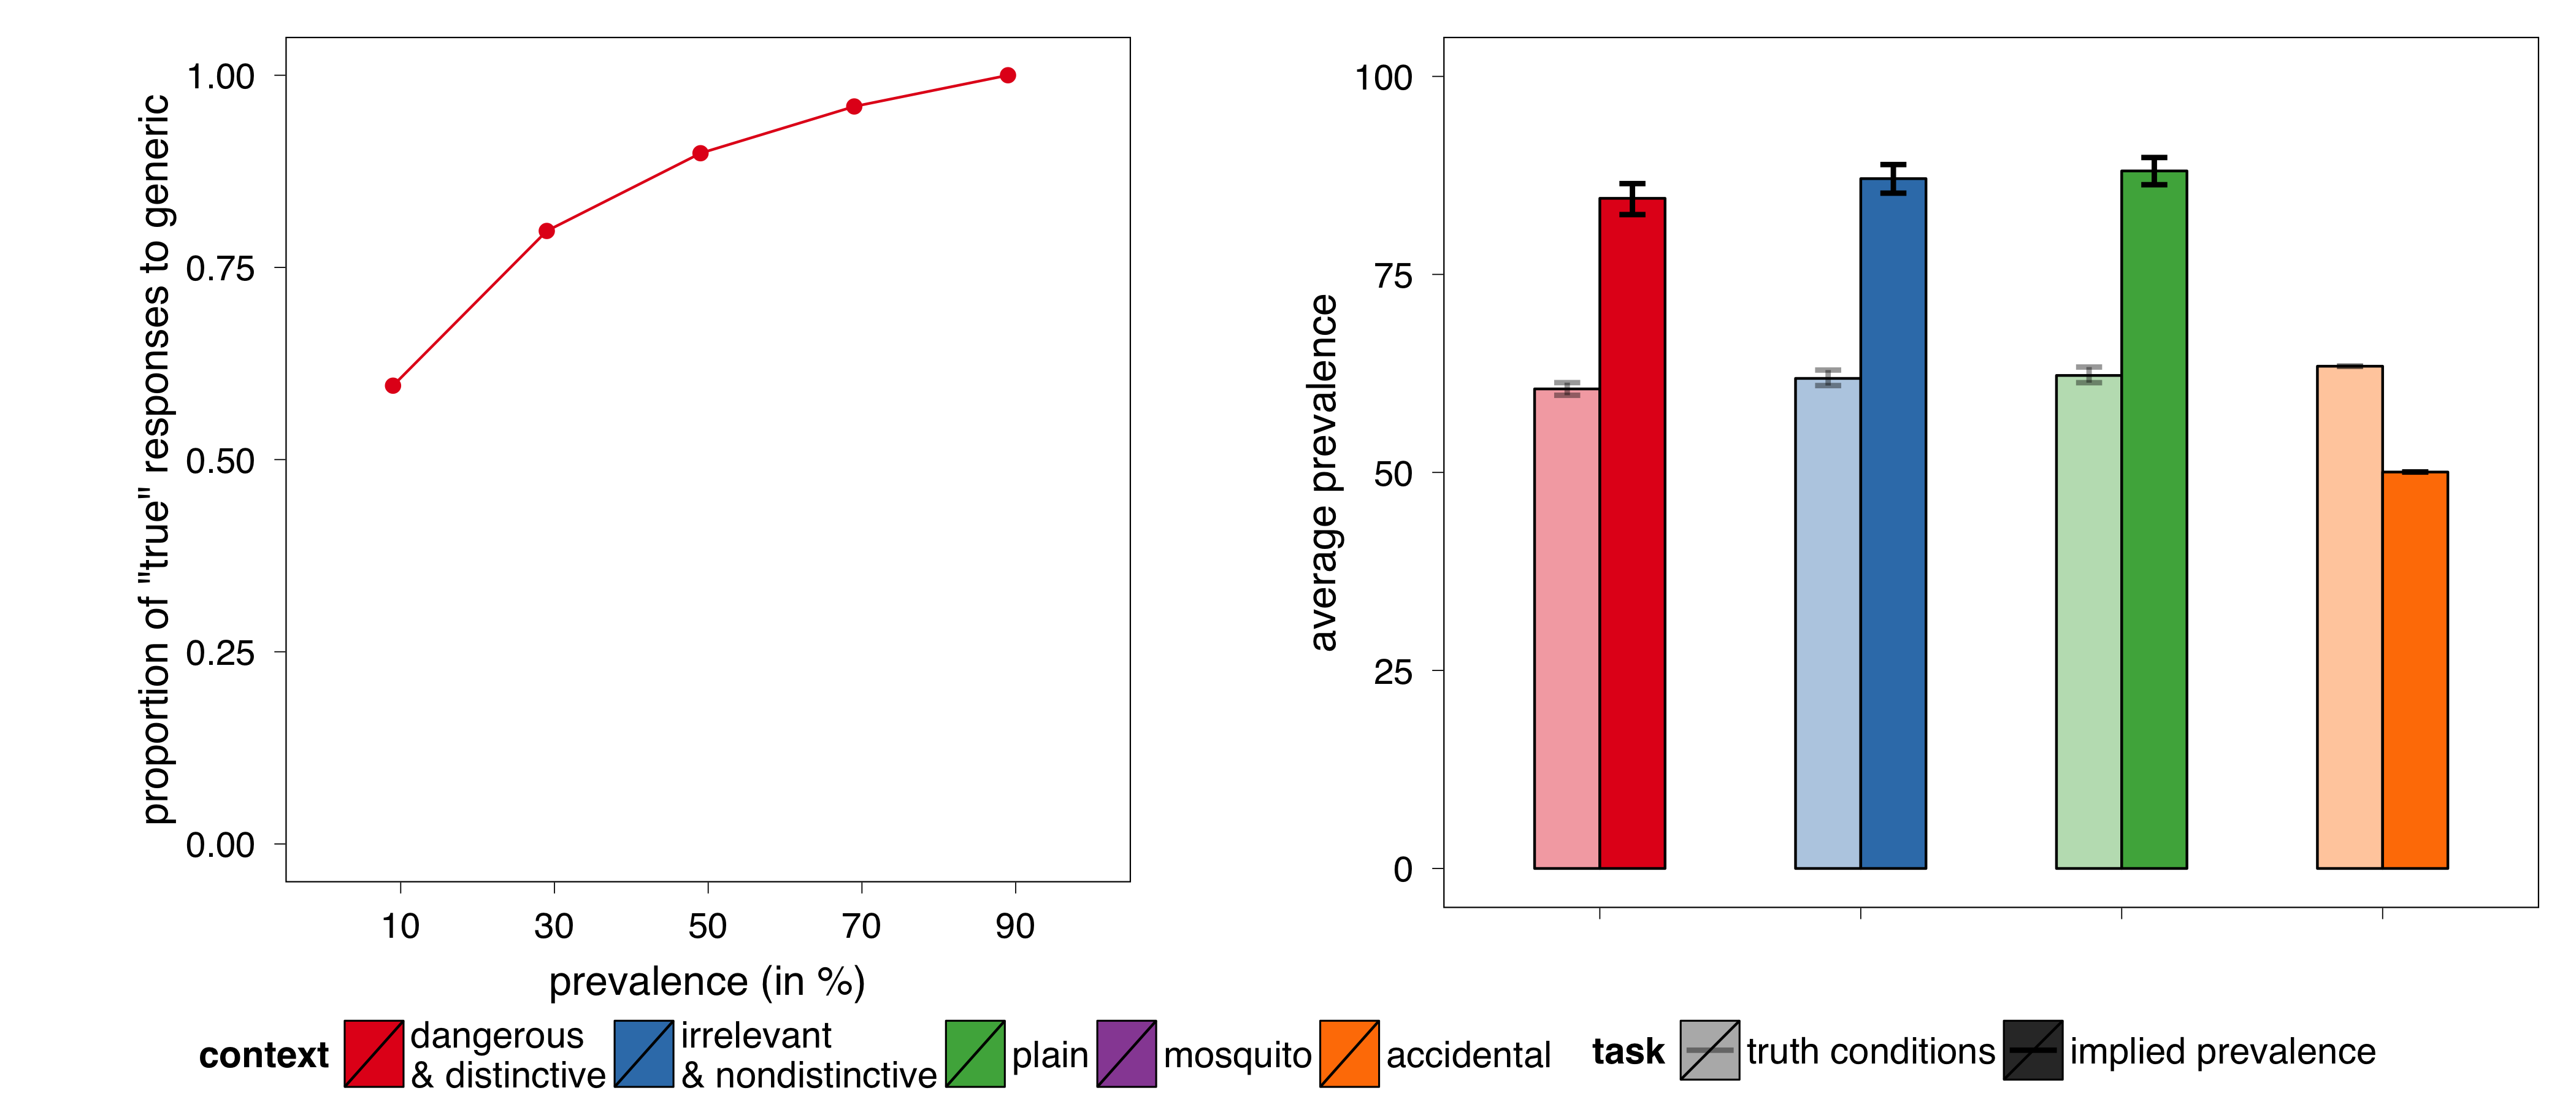 proportion of "true" responses to generic
1.00
0.75
0.50
0.25
0.00
10 30 50 70 90
prevalence (in %)
average prevalence
100
75
50
25
0
context
dangerous
& distinctive
irrelevant
& nondistinctive
plain
mosquito
accidental
task
truth conditions
implied prevalence